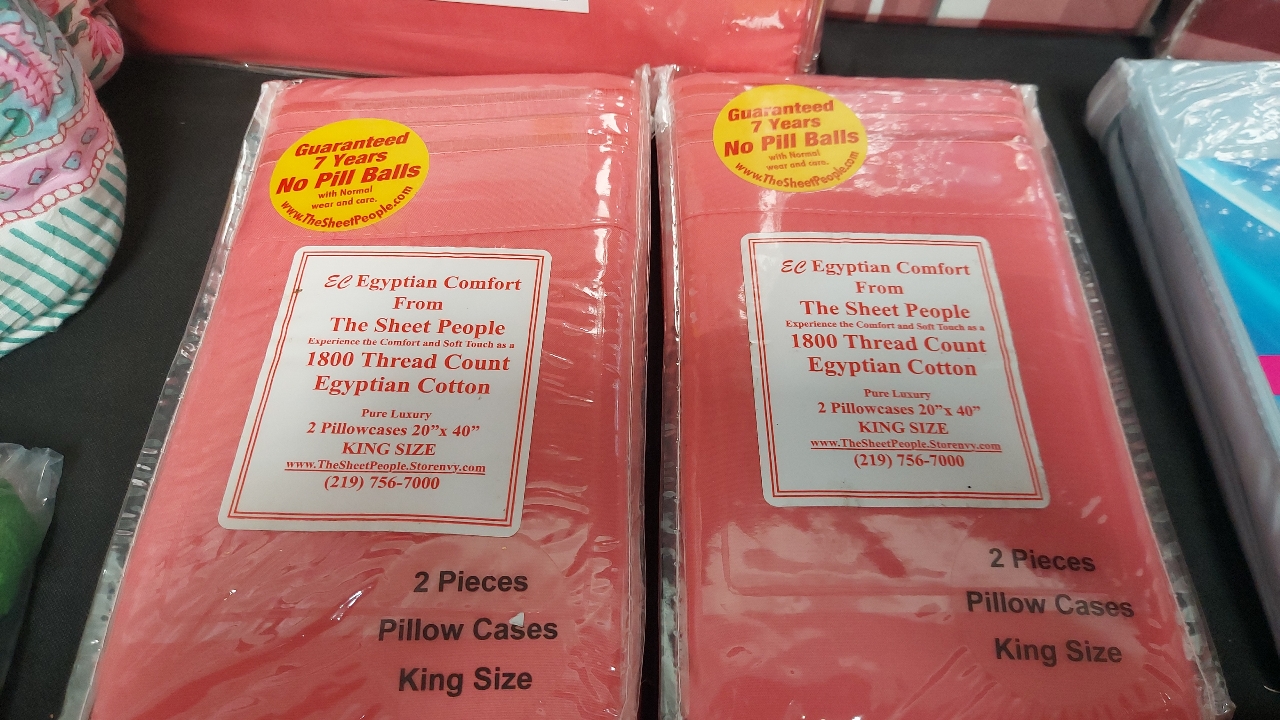 Guaranteed
7 Years
No Pill Balls
with Normal
wear and care.
www.TheSheetPeople.com
EC Egyptian Comfort
From
The Sheet People
Experience the Comfort and Soft Touch as a
1800 Thread Count
Egyptian Cotton
Pure Luxury
2 Pillowcases 20”x 40”
KING SIZE
www.TheSheetPeople.Storenvy.com
(219) 756-7000
2 Pieces
Pillow Cases
King Size
Guaranteed
7 Years
No Pill Balls
with Normal
wear and care.
www.TheSheetPeople.com
EC Egyptian Comfort
From
The Sheet People
Experience the Comfort and Soft Touch as a
1800 Thread Count
Egyptian Cotton
Pure Luxury
2 Pillowcases 20”x 40”
KING SIZE
www.TheSheetPeople.Storenvy.com
(219) 756-7000
2 Pieces
Pillow Cases
King Size